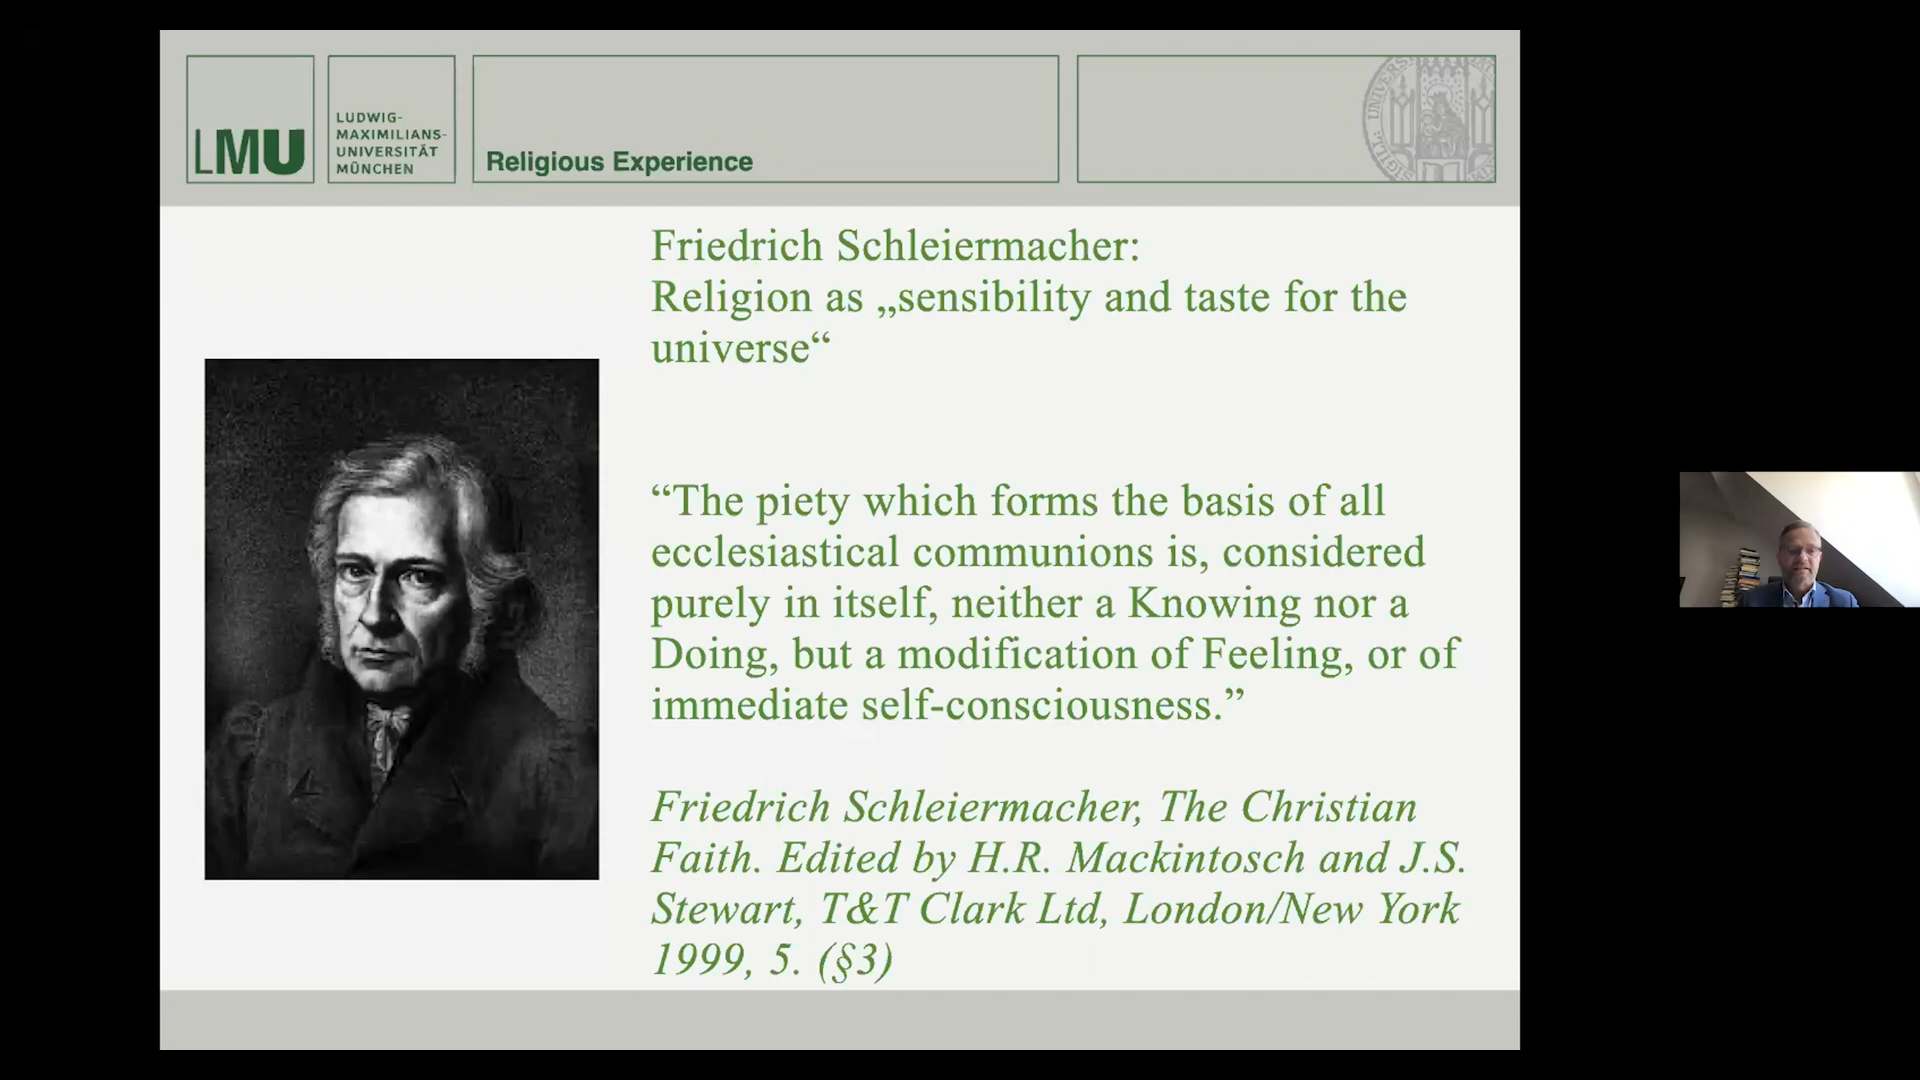 LMU
LUDWIG-
MAXIMILIANS-
UNIVERSITÄT
MÜNCHEN
Religious Experience
Friedrich Schleiermacher:
Religion as „sensibility and taste for the
universe“
“The piety which forms the basis of all
ecclesiastical communions is, considered
purely in itself, neither a Knowing nor a
Doing, but a modification of Feeling, or of
immediate self-consciousness.”
Friedrich Schleiermacher, The Christian
Faith. Edited by H.R. Mackintosch and J.S.
Stewart, T&T Clark Ltd, London/New York
1999, 5. (§3)